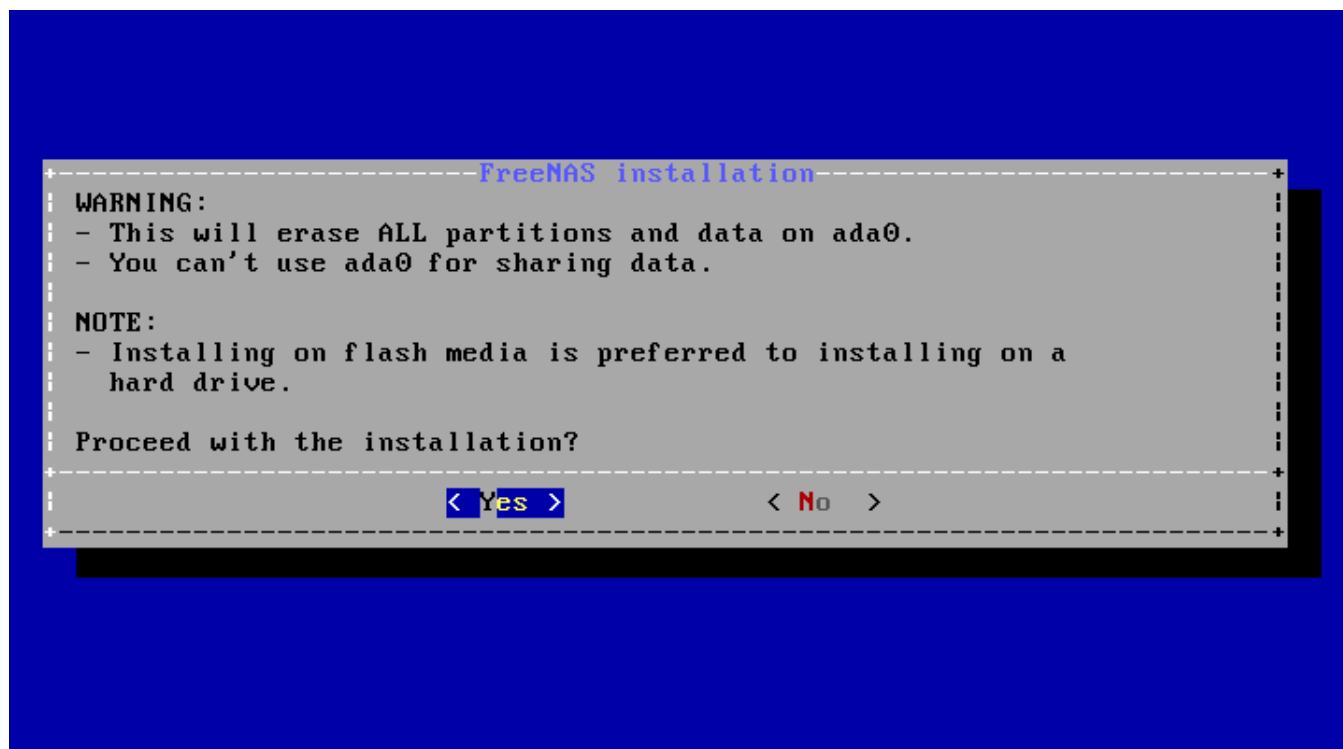 FreeNAS installation
WARNING:
- This will erase ALL partitions and data on ada0.
- You can't use ada0 for sharing data.
NOTE:
- Installing on flash media is preferred to installing on a
hard drive.
Proceed with the installation?
< Yes > < No >